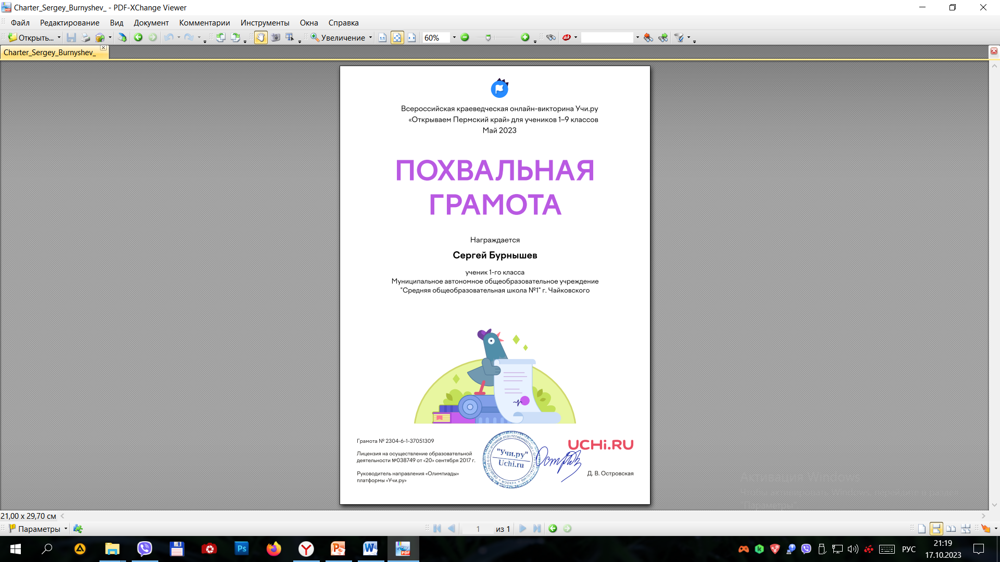 Charter_Sergey_Burnyshev_ - PDF-XChange Viewer
Файл Редактирование Вид Документ Комментарии Инструменты Окна Справка
Открыть... Увеличение 60%
Charter_Sergey_Burnyshev_
Всероссийская краеведческая онлайн-викторина Учи.ру
«Открываем Пермский край» для учеников 1–9 классов
Май 2023
ПОХВАЛЬНАЯ
ГРАМОТА
Награждается
Сергей Бурнышев
ученик 1-го класса
Муниципальное автономное общеобразовательное учреждение
"Средняя общеобразовательная школа №1" г. Чайковского
Грамота № 2304-6-1-37051309
Лицензия на осуществление образовательной
деятельности №038749 от «20» сентября 2017 г.
Руководитель направления «Олимпиады»
платформы «Учи.ру»
"Учи.ру"
Uchi.ru
МОСКВА
UCHi.RU
Д. В. Островская
Активация Windows
Параметры
21,00 x 29,70 см
Параметры 1 из 1
РУС
21:19
17.10.2023